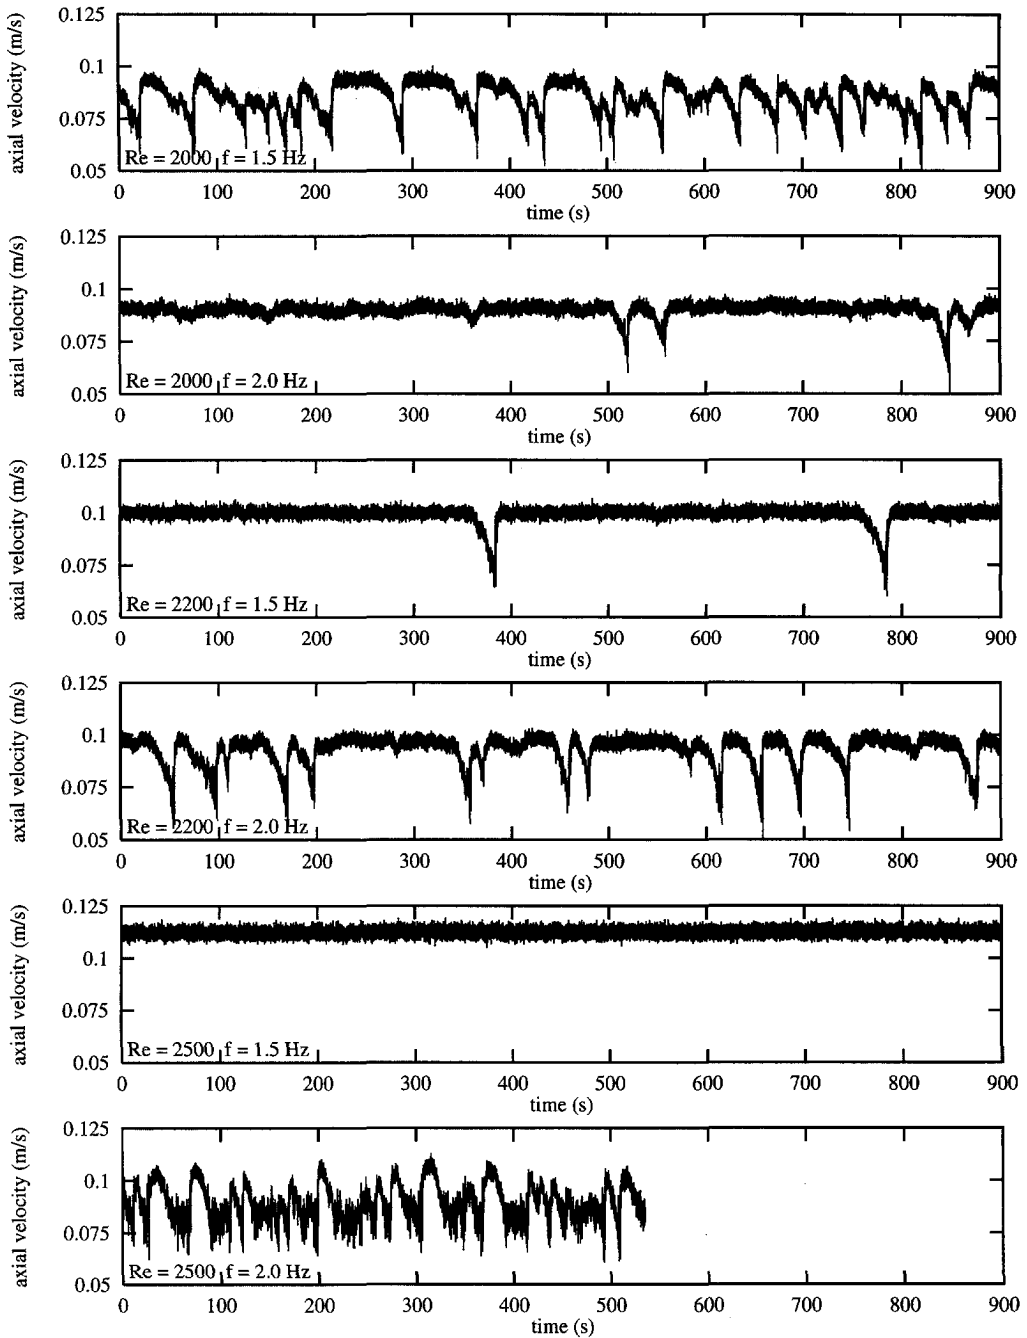 axial velocity (m/s)
0.125
0.1
0.075
0.05
Re = 2000 f = 1.5 Hz
0 100 200 300 400 500 600 700 800 900
time (s)
axial velocity (m/s)
0.125
0.1
0.075
0.05
Re = 2000 f = 2.0 Hz
0 100 200 300 400 500 600 700 800 900
time (s)
axial velocity (m/s)
0.125
0.1
0.075
0.05
Re = 2200 f = 1.5 Hz
0 100 200 300 400 500 600 700 800 900
time (s)
axial velocity (m/s)
0.125
0.1
0.075
0.05
Re = 2200 f = 2.0 Hz
0 100 200 300 400 500 600 700 800 900
time (s)
axial velocity (m/s)
0.125
0.1
0.075
0.05
Re = 2500 f = 1.5 Hz
0 100 200 300 400 500 600 700 800 900
time (s)
axial velocity (m/s)
0.125
0.1
0.075
0.05
Re = 2500 f = 2.0 Hz
0 100 200 300 400 500 600 700 800 900
time (s)